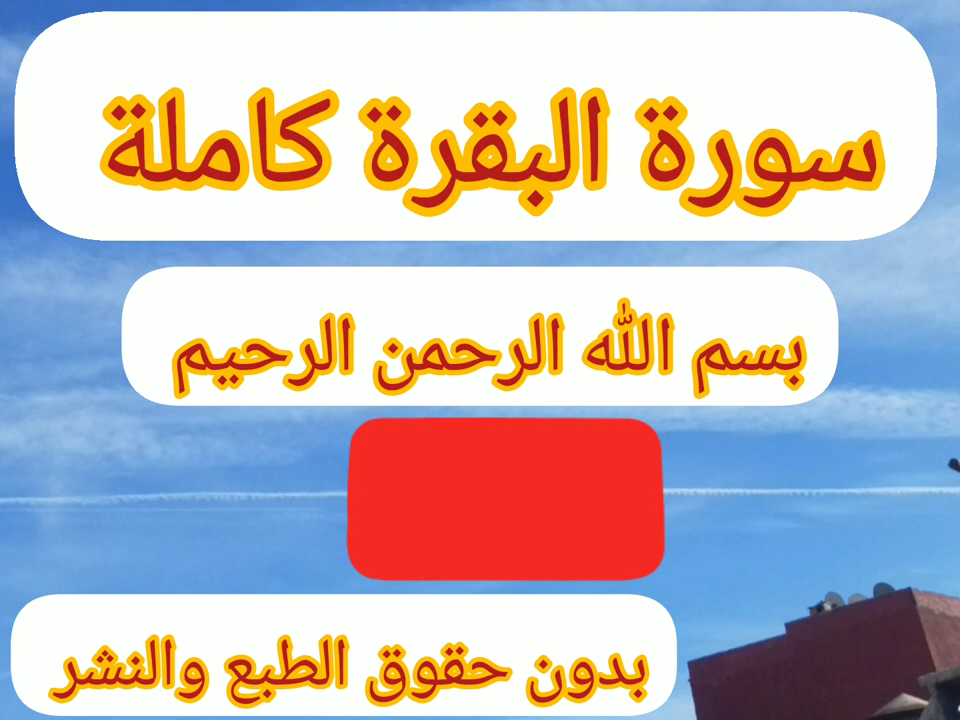 سورة البقرة كاملة
بسم الله الرحمن الرحيم
بدون حقوق الطبع والنشر